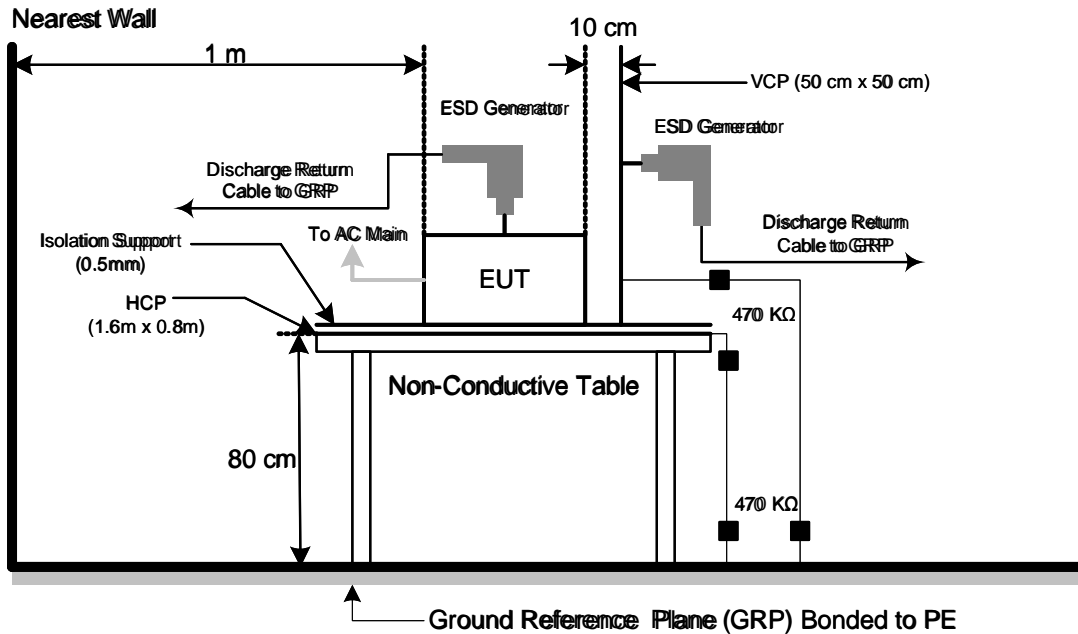 Nearest Wall
10 cm
1 m
VCP (50 cm x 50 cm)
ESD Generator
ESD Generator
Discharge Return
Cable to GRP
Discharge Return
Cable to GRP
To AC Main
Isolation Support
(0.5mm)
EUT
HCP
(1.6m x 0.8m)
470 KΩ
Non-Conductive Table
80 cm
470 KΩ
Ground Reference Plane (GRP) Bonded to PE